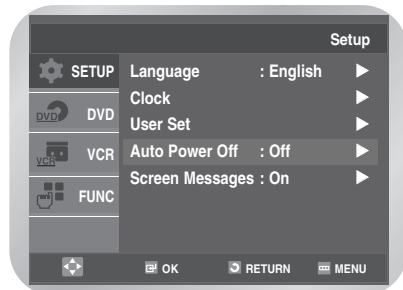 Setup
SETUP
Language : English
Clock
DVD DVD
User Set
VCR VCR
Auto Power Off : Off
Screen Messages : On
FUNC
OK RETURN MENU